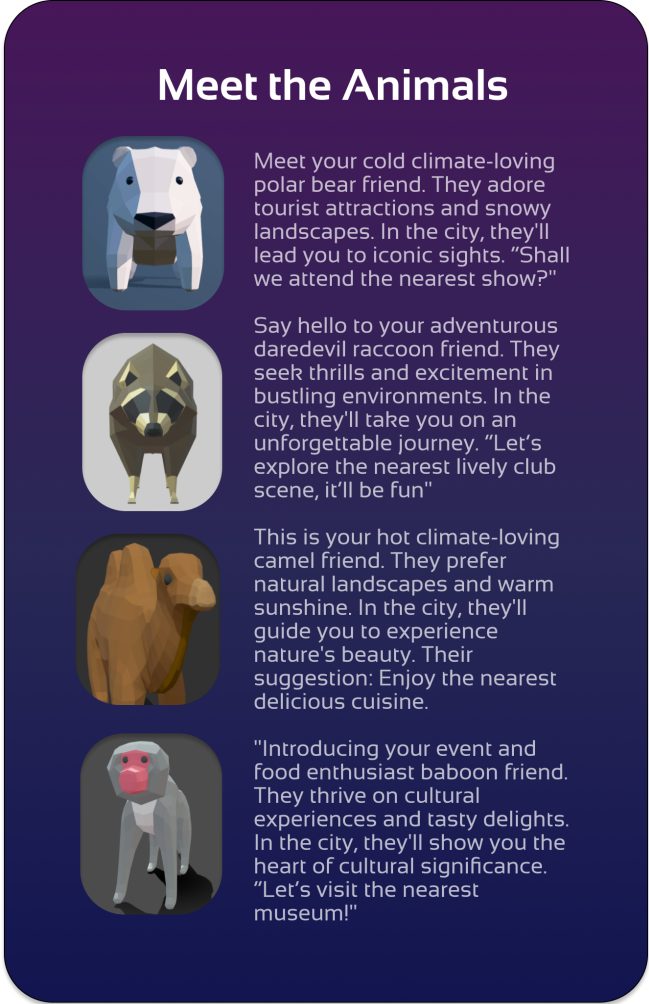 Meet the Animals
Meet your cold climate-loving
polar bear friend. They adore
tourist attractions and snowy
landscapes. In the city, they'll
lead you to iconic sights. “Shall
we attend the nearest show?"
Say hello to your adventurous
daredevil raccoon friend. They
seek thrills and excitement in
bustling environments. In the
city, they'll take you on an
unforgettable journey. “Let’s
explore the nearest lively club
scene, it’ll be fun"
This is your hot climate-loving
camel friend. They prefer
natural landscapes and warm
sunshine. In the city, they'll
guide you to experience
nature's beauty. Their
suggestion: Enjoy the nearest
delicious cuisine.
"Introducing your event and
food enthusiast baboon friend.
They thrive on cultural
experiences and tasty delights.
In the city, they'll show you the
heart of cultural significance.
“Let’s visit the nearest
museum!"